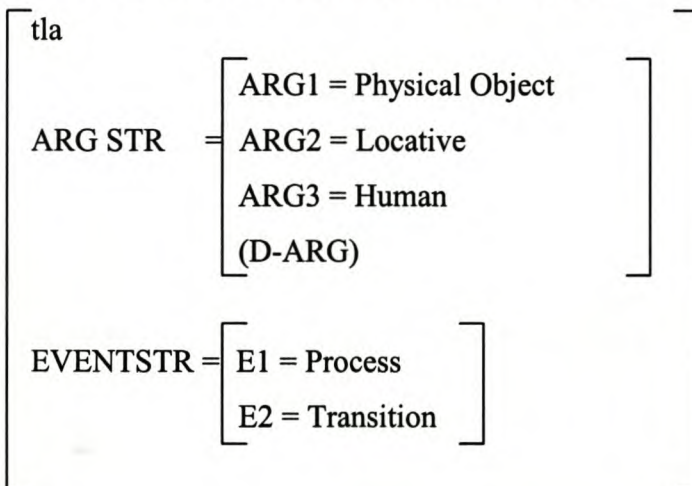 tla
ARG1 = Physical Object
ARG STR = ARG2 = Locative
ARG3 = Human
(D-ARG)
EVENTSTR = E1 = Process
E2 = Transition